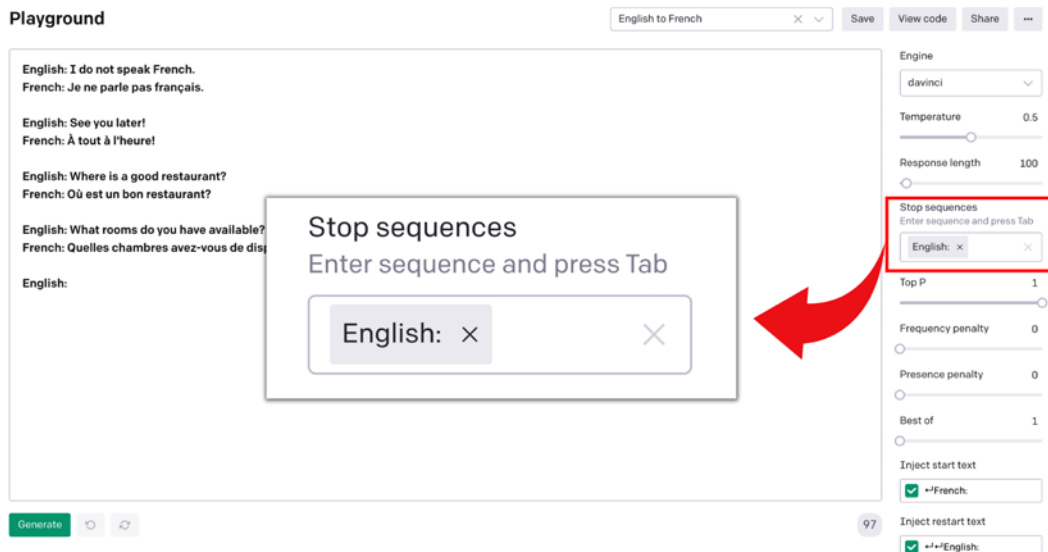 Playground
English to French
Save
View code
Share
English: I do not speak French.
French: Je ne parle pas français.
English: See you later!
French: À tout à l'heure!
English: Where is a good restaurant?
French: Où est un bon restaurant?
English: What rooms do you have available?
French: Quelles chambres avez-vous de
English:
Stop sequences
Enter sequence and press Tab
English: ×
Engine
davinci
Temperature 0.5
Response length 100
Stop sequences
Enter sequence and press Tab
English: ×
Top P 1
Frequency penalty 0
Presence penalty 0
Best of 1
Inject start text
↵French:
Inject restart text
↵↵English:
Generate
97